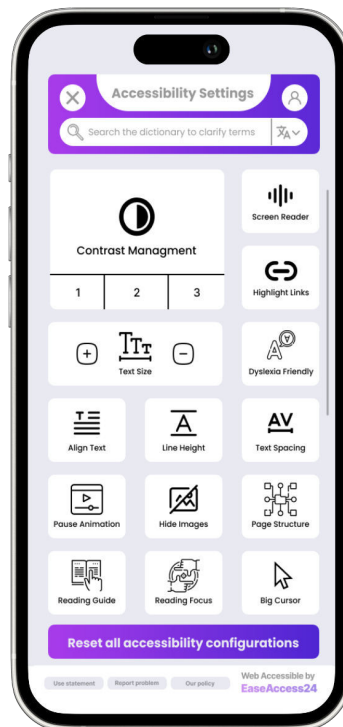 Accessibility Settings
Search the dictionary to clarify terms
Contrast Managment
1 2 3
Screen Reader
Highlight Links
Text Size
Dyslexia Friendly
Align Text
Line Height
Text Spacing
Pause Animation
Hide Images
Page Structure
Reading Guide
Reading Focus
Big Cursor
Reset all accessibility configurations
Use statement
Report problem
Our policy
Web Accessible by
EaseAccess24